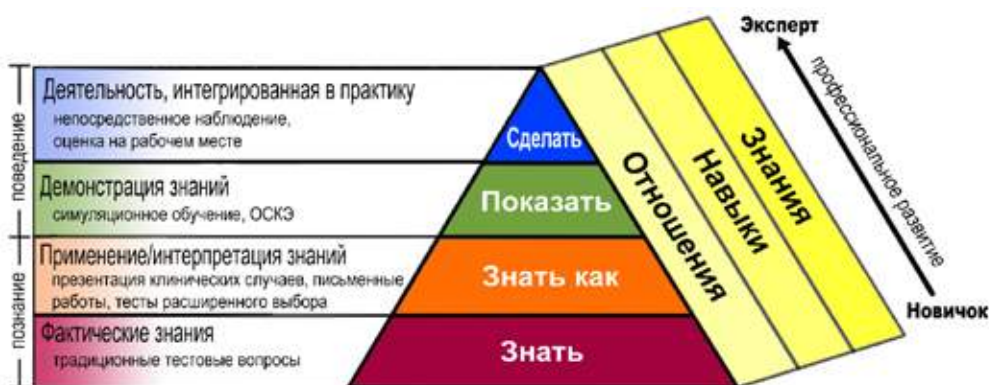 Эксперт
профессиональное развитие
Новичок
поведение
Деятельность, интегрированная в практику
непосредственное наблюдение,
оценка на рабочем месте
Сделать
Демонстрация знаний
симуляционное обучение, ОСКЭ
Показать
познание
Применение/интерпретация знаний
презентация клинических случаев, письменные
работы, тесты расширенного выбора
Знать как
Фактические знания
традиционные тестовые вопросы
Знать
Отношения
Навыки
Знания